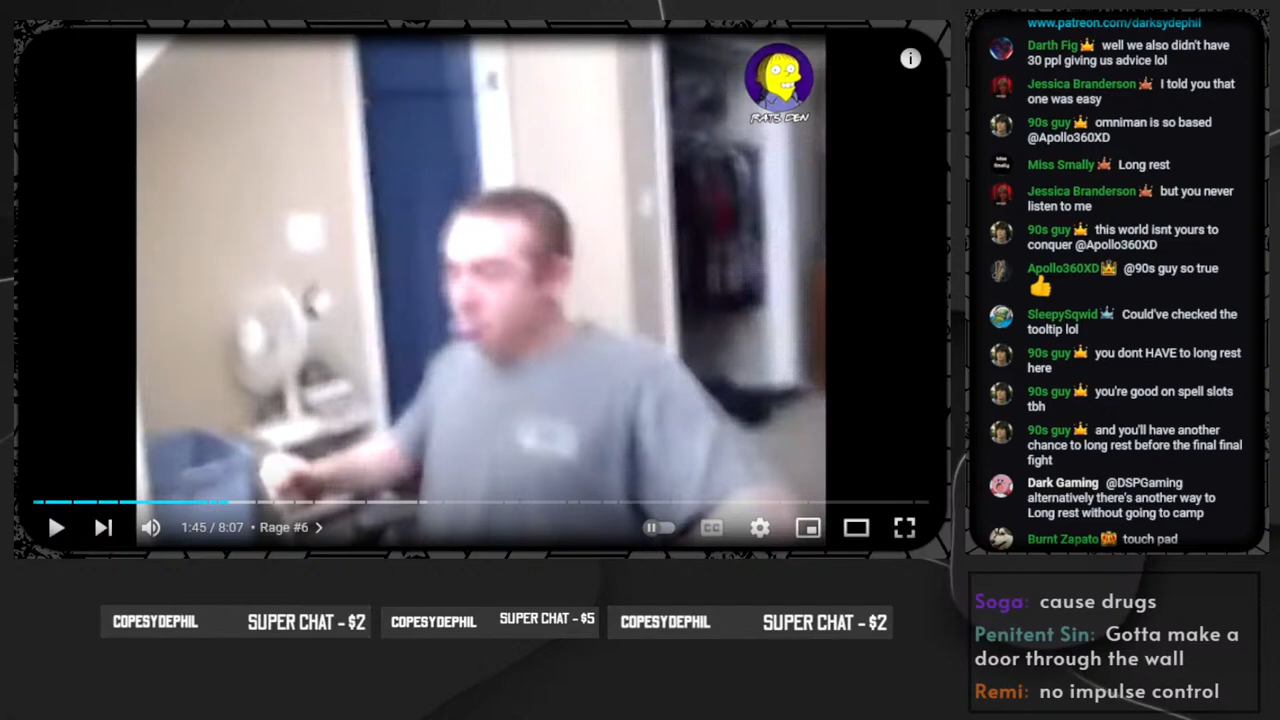 RATS DEN
1:45 / 8:07 • Rage #6
CC
COPESYDEPHIL SUPER CHAT - $2
COPESYDEPHIL SUPER CHAT - $5
COPESYDEPHIL SUPER CHAT - $2
www.patreon.com/darksydephil
Darth Fig well we also didn't have
30 ppl giving us advice lol
Jessica Branderson I told you that
one was easy
90s guy omniman is so based
@Apollo360XD
Miss Smally Long rest
Jessica Branderson but you never
listen to me
90s guy this world isnt yours to
conquer @Apollo360XD
Apollo360XD @90s guy so true
👍
SleepySqwid Could've checked the
tooltip lol
90s guy you dont HAVE to long rest
here
90s guy you're good on spell slots
tbh
90s guy and you'll have another
chance to long rest before the final final
fight
Dark Gaming @DSPGaming
alternatively there's another way to
Long rest without going to camp
Burnt Zapato touch pad
Soga: cause drugs
Penitent Sin: Gotta make a
door through the wall
Remi: no impulse control